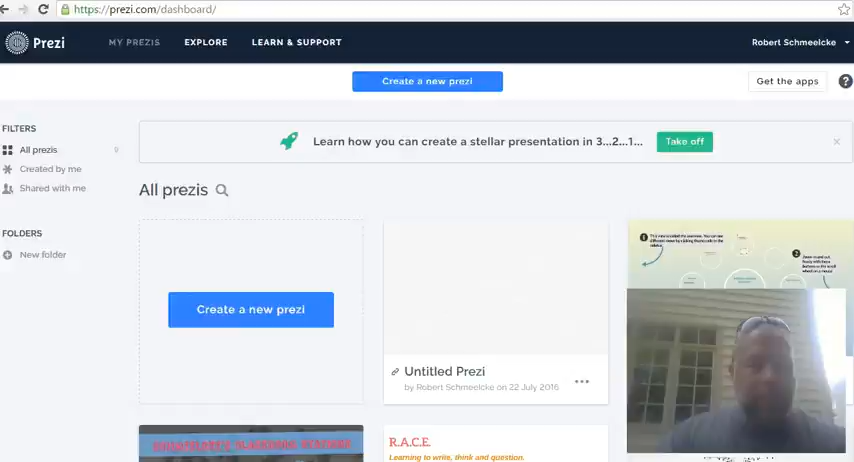 https://prezi.com/dashboard/
Prezi
MY PREZIS
EXPLORE
LEARN & SUPPORT
Robert Schmeelcke
Create a new prezi
Get the apps
?
FILTERS
All prezis
Created by me
Shared with me
FOLDERS
New folder
Learn how you can create a stellar presentation in 3...2...1...
Take off
All prezis
Create a new prezi
Untitled Prezi
by Robert Schmeelcke on 22 July 2016
1
2
R.A.C.E.
Learning to write, think and question.